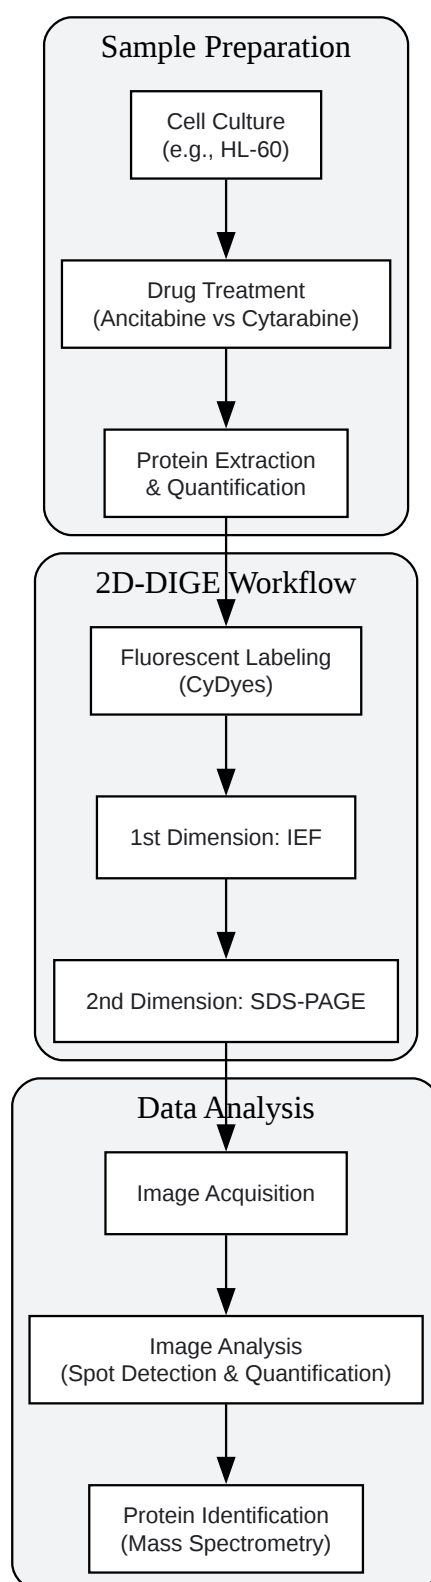 Sample Preparation
Cell Culture
(e.g., HL-60)
Drug Treatment
(Ancitabine vs Cytarabine)
Protein Extraction
& Quantification
2D-DIGE Workflow
Fluorescent Labeling
(CyDyes)
1st Dimension: IEF
2nd Dimension: SDS-PAGE
Data Analysis
Image Acquisition
Image Analysis
(Spot Detection & Quantification)
Protein Identification
(Mass Spectrometry)